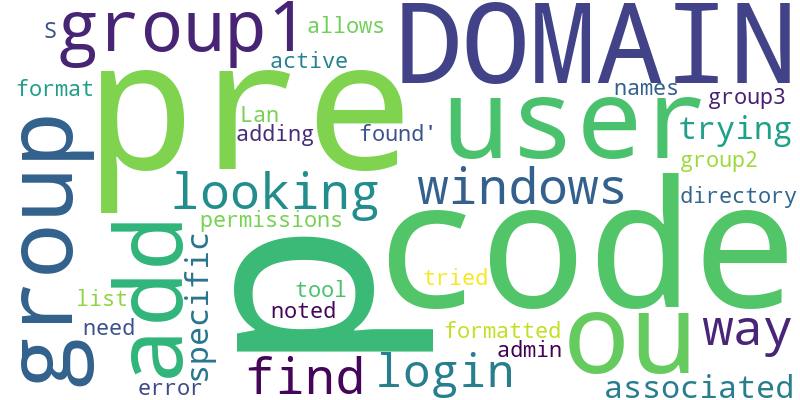 S
group1
allows
DOMAIN
active
pre
format
names
group3
Lan
user
adding
found'
trying
group
group2
looking
windows
directory
permissions
add
code
specific
p
tried
list
tool
noted
need
formatted
ou
way
admin
find
login
error
associated